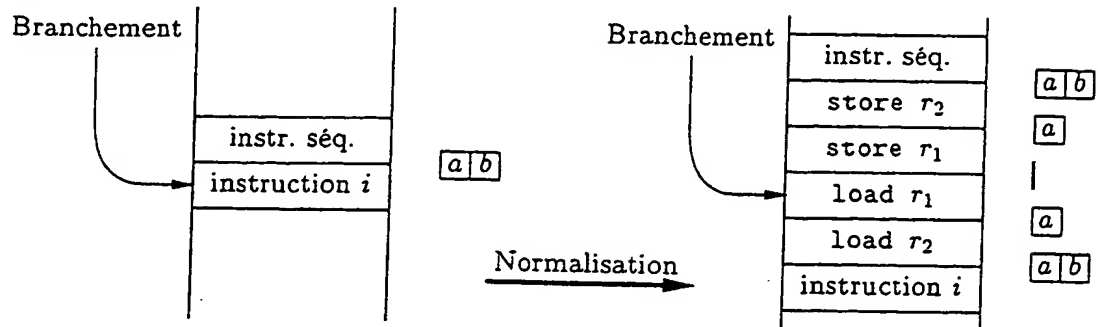 Branchement
instr. séq.
instruction i
a b
Normalisation
Branchement
instr. séq.
store r₂
store r₁
load r₁
load r₂
instruction i
a b
a
a
a b